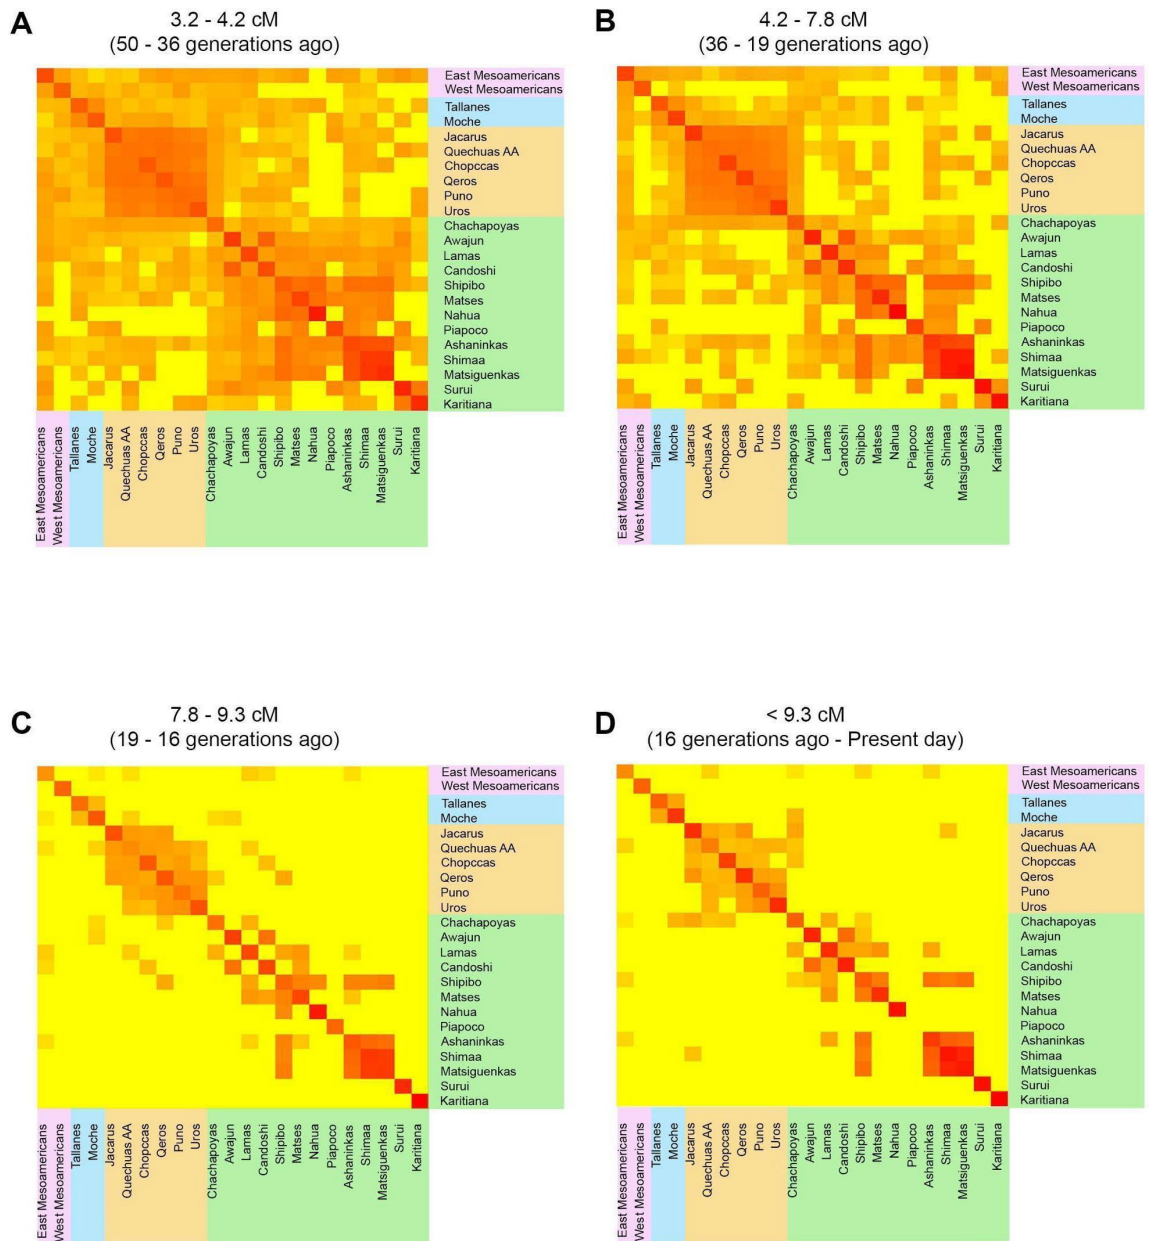 A
3.2 - 4.2 cM
(50 - 36 generations ago)
East Mesoamericans
West Mesoamericans
Tallanes
Moche
Jacarus
Quechuas AA
Chopccas
Qeros
Puno
Uros
Chachapoyas
Awajun
Lamas
Candoshi
Shipibo
Matses
Nahua
Piapoco
Ashaninkas
Shimaa
Matsiguenkas
Surui
Karitiana
East Mesoamericans
West Mesoamericans
Tallanes
Moche
Jacarus
Quechuas AA
Chopccas
Qeros
Puno
Uros
Chachapoyas
Awajun
Lamas
Candoshi
Shipibo
Matses
Nahua
Piapoco
Ashaninkas
Shimaa
Matsiguenkas
Surui
Karitiana
B
4.2 - 7.8 cM
(36 - 19 generations ago)
East Mesoamericans
West Mesoamericans
Tallanes
Moche
Jacarus
Quechuas AA
Chopccas
Qeros
Puno
Uros
Chachapoyas
Awajun
Lamas
Candoshi
Shipibo
Matses
Nahua
Piapoco
Ashaninkas
Shimaa
Matsiguenkas
Surui
Karitiana
East Mesoamericans
West Mesoamericans
Tallanes
Moche
Jacarus
Quechuas AA
Chopccas
Qeros
Puno
Uros
Chachapoyas
Awajun
Lamas
Candoshi
Shipibo
Matses
Nahua
Piapoco
Ashaninkas
Shimaa
Matsiguenkas
Surui
Karitiana
C
7.8 - 9.3 cM
(19 - 16 generations ago)
East Mesoamericans
West Mesoamericans
Tallanes
Moche
Jacarus
Quechuas AA
Chopccas
Qeros
Puno
Uros
Chachapoyas
Awajun
Lamas
Candoshi
Shipibo
Matses
Nahua
Piapoco
Ashaninkas
Shimaa
Matsiguenkas
Surui
Karitiana
East Mesoamericans
West Mesoamericans
Tallanes
Moche
Jacarus
Quechuas AA
Chopccas
Qeros
Puno
Uros
Chachapoyas
Awajun
Lamas
Candoshi
Shipibo
Matses
Nahua
Piapoco
Ashaninkas
Shimaa
Matsiguenkas
Surui
Karitiana
D
< 9.3 cM
(16 generations ago - Present day)
East Mesoamericans
West Mesoamericans
Tallanes
Moche
Jacarus
Quechuas AA
Chopccas
Qeros
Puno
Uros
Chachapoyas
Awajun
Lamas
Candoshi
Shipibo
Matses
Nahua
Piapoco
Ashaninkas
Shimaa
Matsiguenkas
Surui
Karitiana
East Mesoamericans
West Mesoamericans
Tallanes
Moche
Jacarus
Quechuas AA
Chopccas
Qeros
Puno
Uros
Chachapoyas
Awajun
Lamas
Candoshi
Shipibo
Matses
Nahua
Piapoco
Ashaninkas
Shimaa
Matsiguenkas
Surui
Karitiana